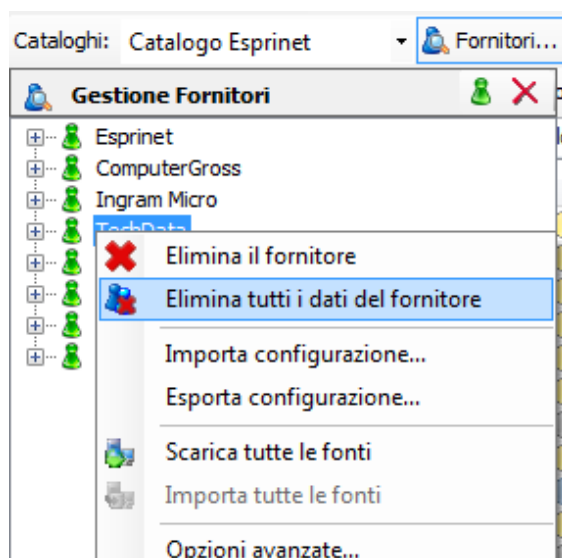 Cataloghi: Catalogo Esprinet Fornitori...
Gestione Fornitori
Esprinet
ComputerGross
Ingram Micro
TechData
Elimina il fornitore
Elimina tutti i dati del fornitore
Importa configurazione...
Esporta configurazione...
Scarica tutte le fonti
Importa tutte le fonti
Opzioni avanzate...